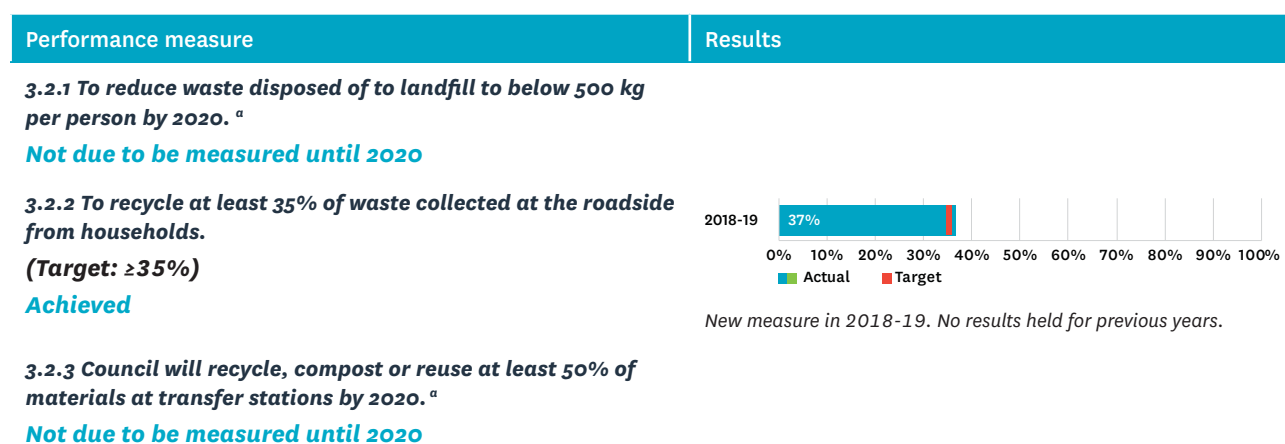 Performance measure
Results
3.2.1 To reduce waste disposed of to landfill to below 500 kg
per person by 2020. a
Not due to be measured until 2020
3.2.2 To recycle at least 35% of waste collected at the roadside
from households.
(Target: ≥35%)
Achieved
2018-19 37%
0% 10% 20% 30% 40% 50% 60% 70% 80% 90% 100%
Actual Target
New measure in 2018-19. No results held for previous years.
3.2.3 Council will recycle, compost or reuse at least 50% of
materials at transfer stations by 2020. a
Not due to be measured until 2020